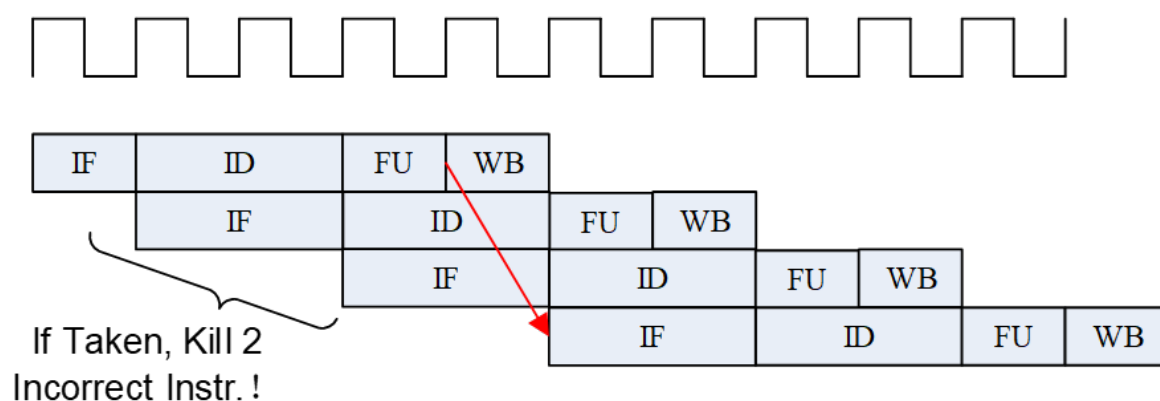 IF ID FU WB
IF ID FU WB
IF ID FU WB
IF ID FU WB
If Taken, Kill 2
Incorrect Instr. !